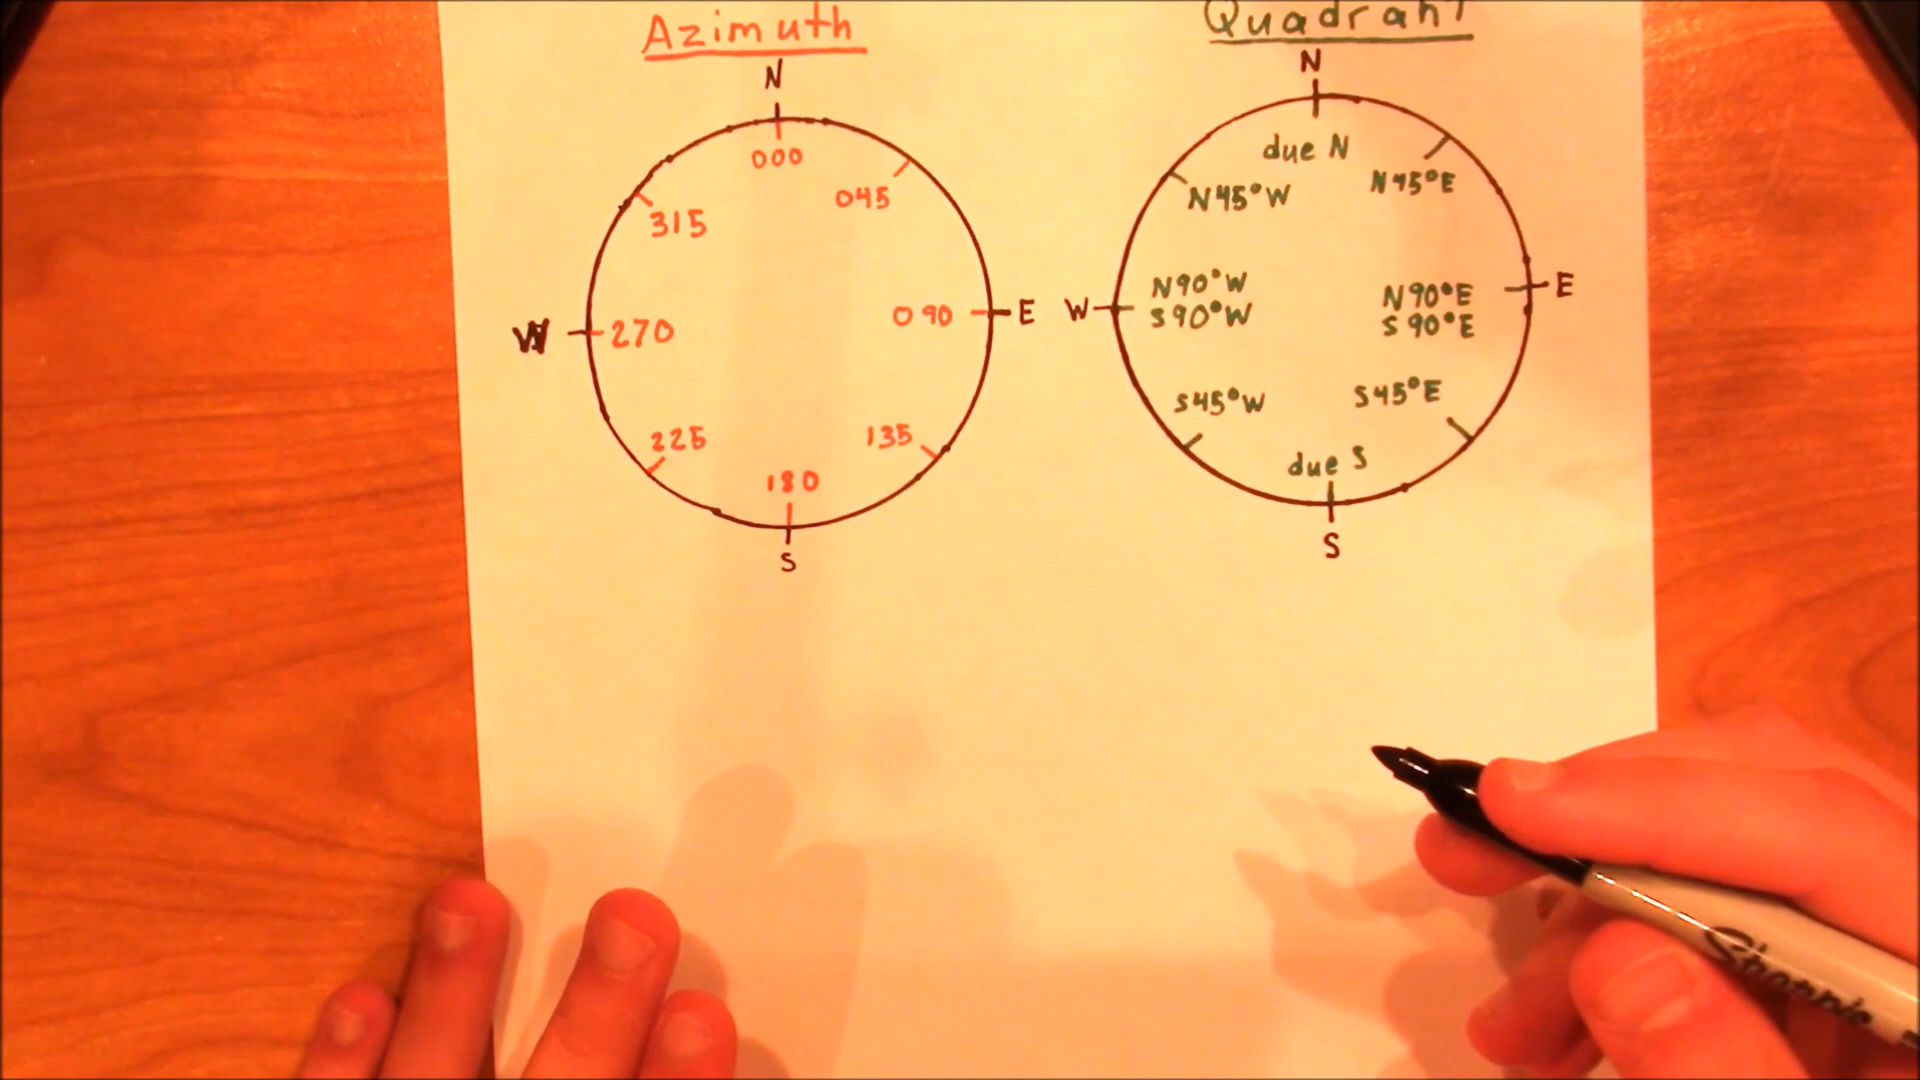 Azimuth
N
000
045
090
E
135
180
S
225
W
270
315
Quadrant
N
due N
N45°E
N90°E
S90°E
E
S45°E
due S
S
S45°W
W
N90°W
S90°W
N45°W
Sharpie